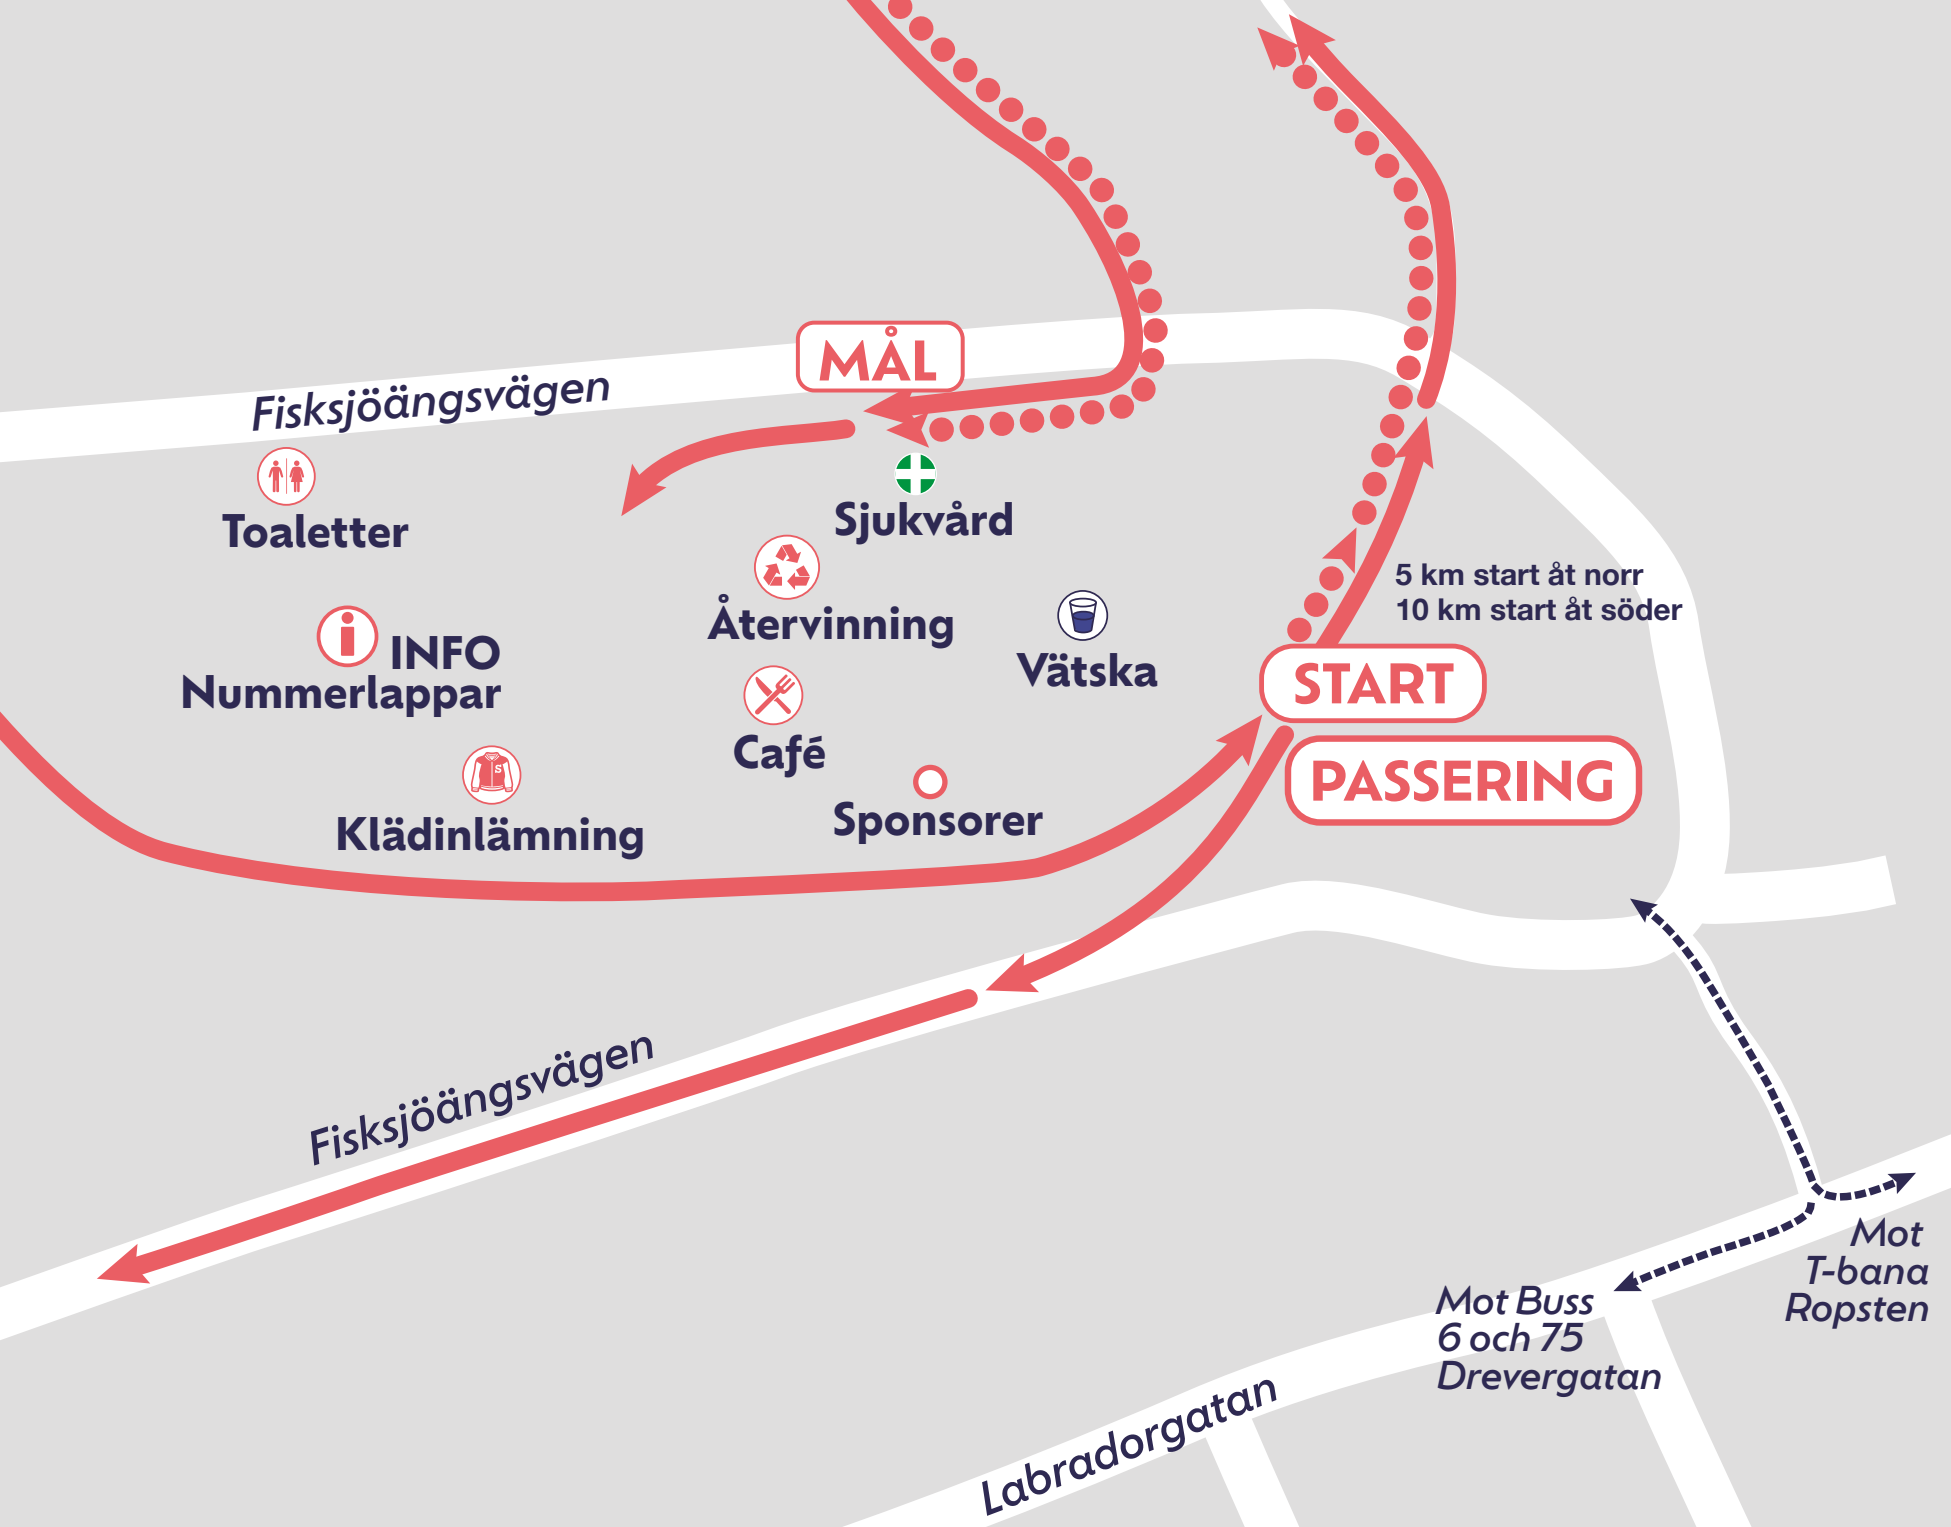 MÅL
Fisksjöängsvägen
Toaletter
Sjukvård
Återvinning
5 km start åt norr
10 km start åt söder
INFO
Nummerlappar
Vätska
START
Café
PASSERING
S
Klädinlämning
Sponsorer
Fisksjöängsvägen
Mot
T-bana
Ropsten
Mot Buss
6 och 75
Drevergatan
Labradorgatan